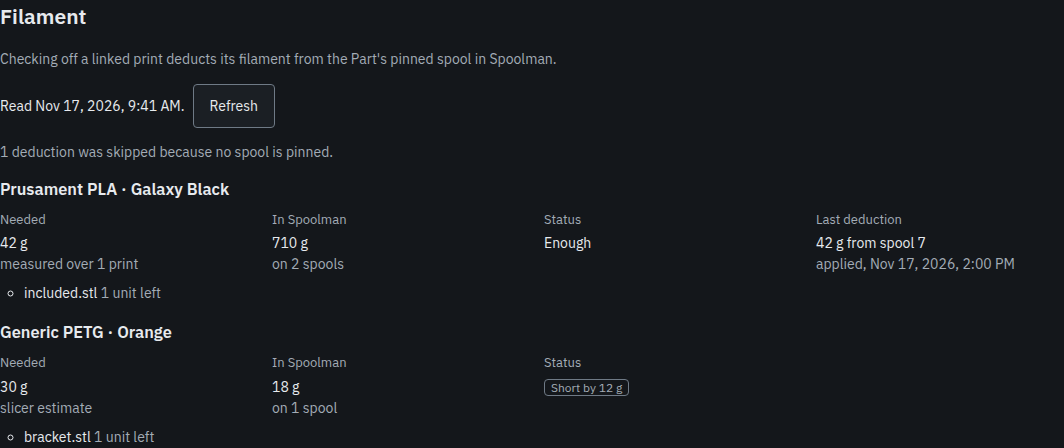 Filament
Checking off a linked print deducts its filament from the Part's pinned spool in Spoolman.
Read Nov 17, 2026, 9:41 AM. Refresh
1 deduction was skipped because no spool is pinned.
Prusament PLA · Galaxy Black
Needed In Spoolman Status Last deduction
42 g 710 g Enough 42 g from spool 7
measured over 1 print on 2 spools applied, Nov 17, 2026, 2:00 PM
included.stl 1 unit left
Generic PETG · Orange
Needed In Spoolman Status
30 g 18 g Short by 12 g
slicer estimate on 1 spool
bracket.stl 1 unit left